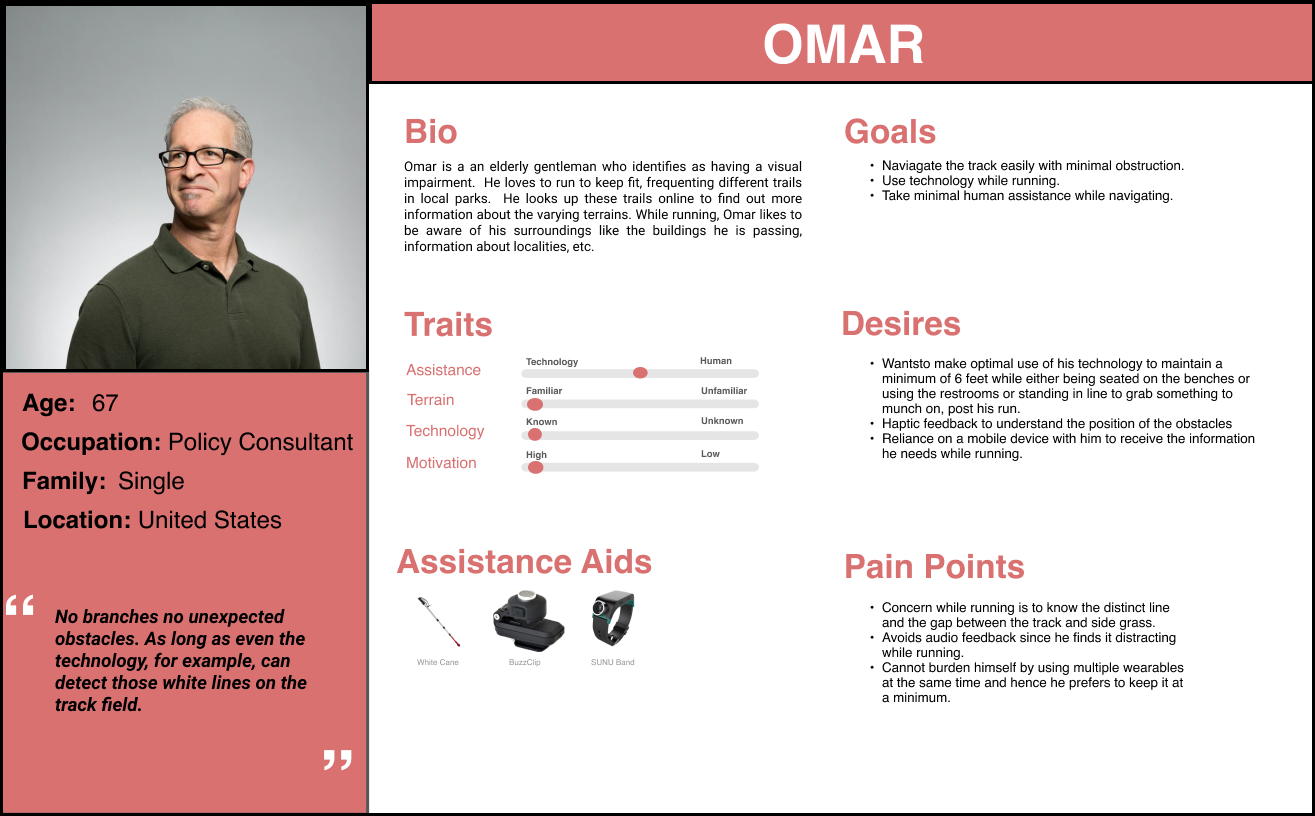 OMAR
Age: 67
Occupation: Policy Consultant
Family: Single
Location: United States
“
No branches no unexpected
obstacles. As long as even the
technology, for example, can
detect those white lines on the
track field.
”
Bio
Omar is a an elderly gentleman who identifies as having a visual
impairment. He loves to run to keep fit, frequenting different trails
in local parks. He looks up these trails online to find out more
information about the varying terrains. While running, Omar likes to
be aware of his surroundings like the buildings he is passing,
information about localities, etc.
Traits
Assistance Technology Human
Terrain Familiar Unfamiliar
Technology Known Unknown
Motivation High Low
Assistance Aids
White Cane BuzzClip SUNU Band
Goals
• Naviagate the track easily with minimal obstruction.
• Use technology while running.
• Take minimal human assistance while navigating.
Desires
• Wantsto make optimal use of his technology to maintain a
minimum of 6 feet while either being seated on the benches or
using the restrooms or standing in line to grab something to
munch on, post his run.
• Haptic feedback to understand the position of the obstacles
• Reliance on a mobile device with him to receive the information
he needs while running.
Pain Points
• Concern while running is to know the distinct line
and the gap between the track and side grass.
• Avoids audio feedback since he finds it distracting
while running.
• Cannot burden himself by using multiple wearables
at the same time and hence he prefers to keep it at
a minimum.